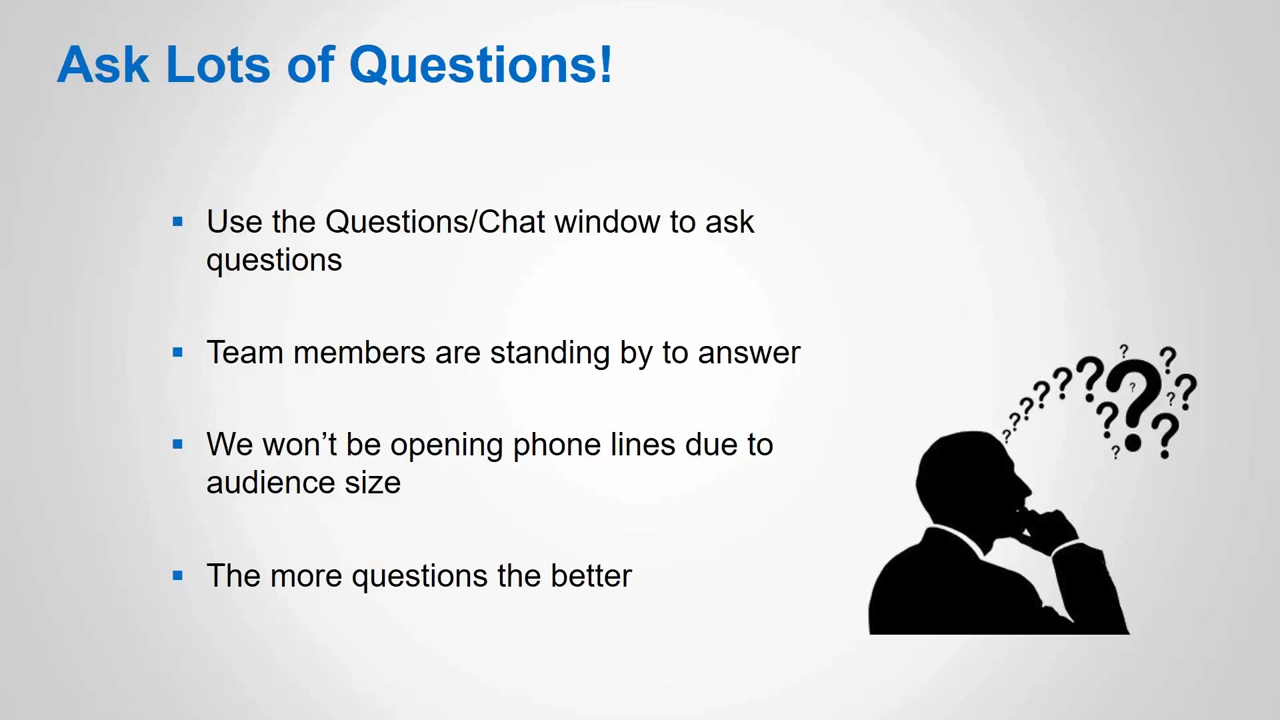 Ask Lots of Questions!
Use the Questions/Chat window to ask
questions
Team members are standing by to answer
We won’t be opening phone lines due to
audience size
The more questions the better